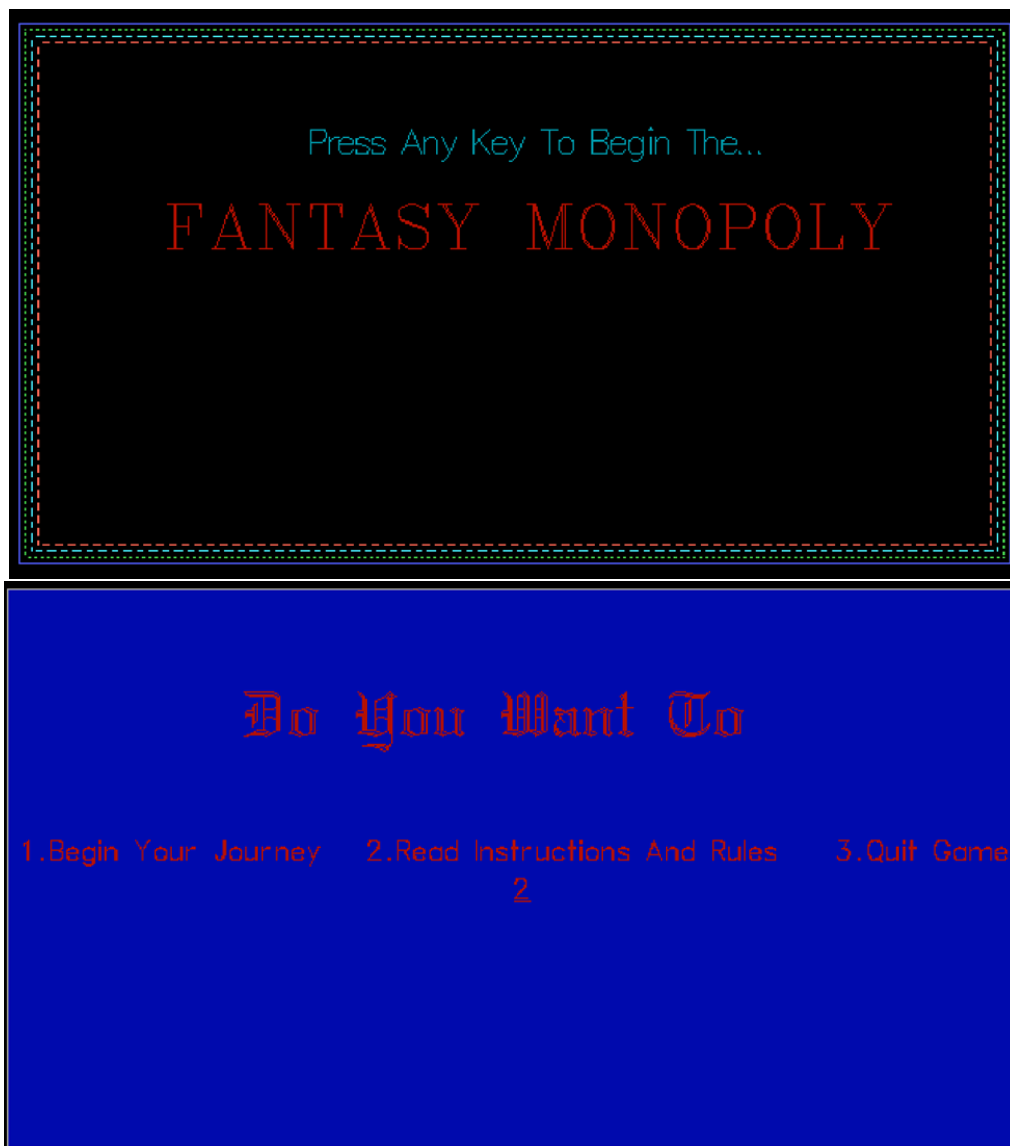 Press Any Key To Begin The...
FANTASY MONOPOLY
Do You Want To
1.Begin Your Journey 2.Read Instructions And Rules 3.Quit Game
2